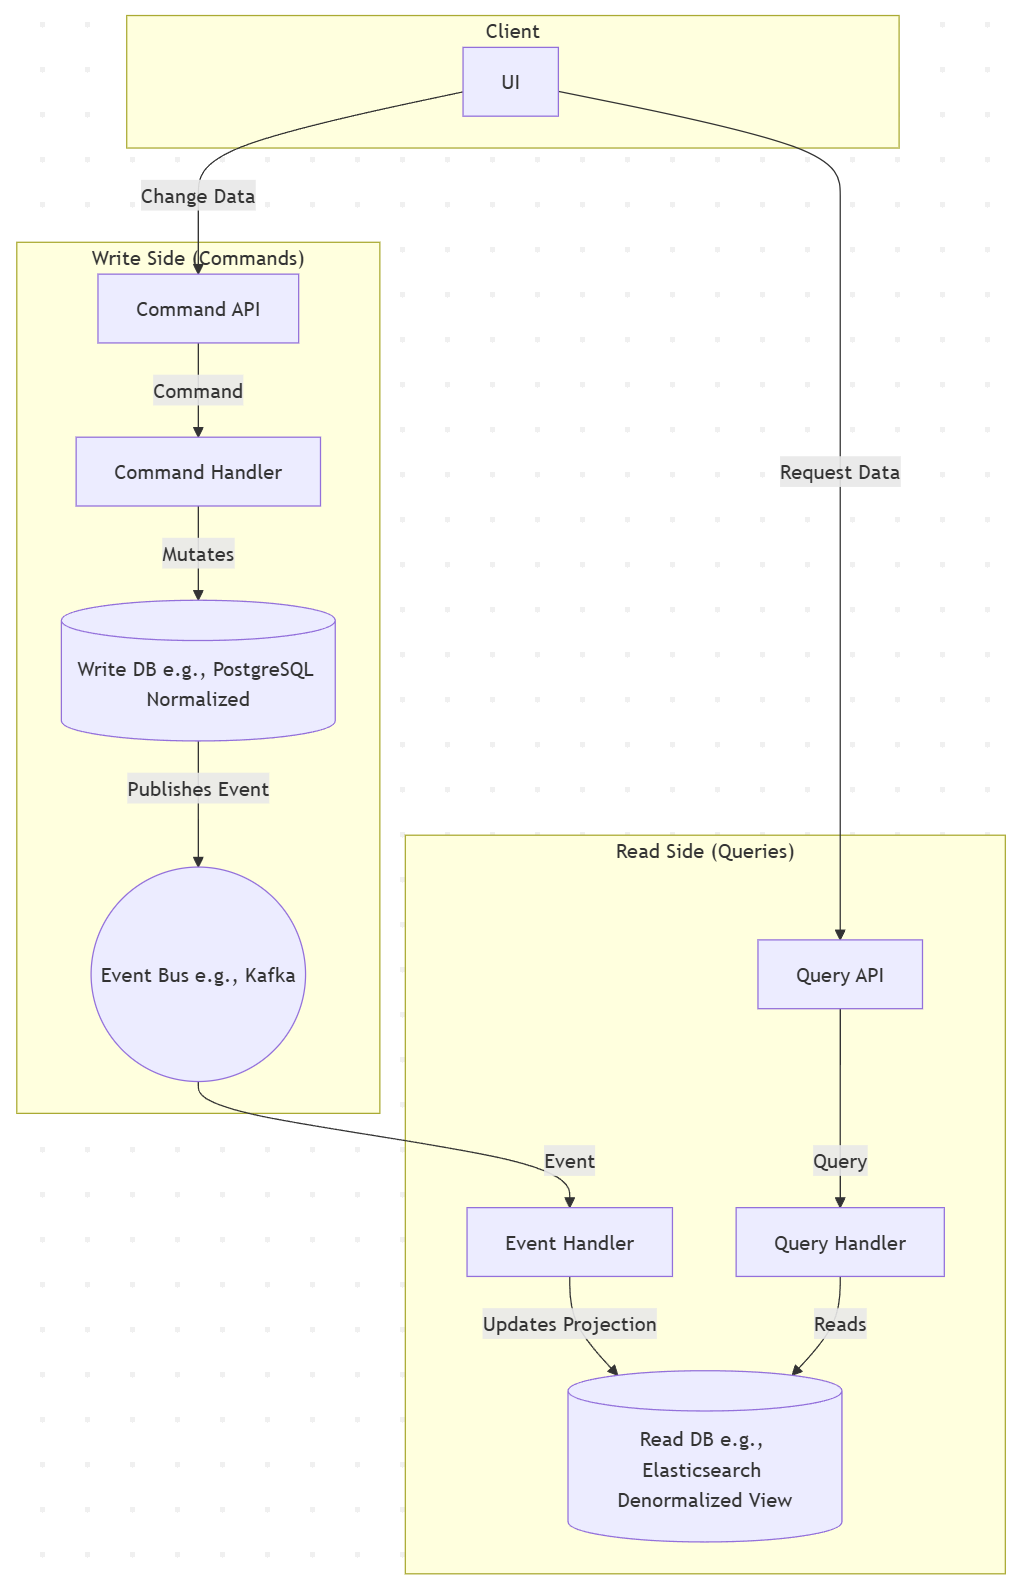 Client
UI
Change Data
Write Side (Commands)
Command API
Command
Command Handler
Request Data
Mutates
Write DB e.g., PostgreSQL
Normalized
Publishes Event
Read Side (Queries)
Event Bus e.g., Kafka
Query API
Event
Query
Event Handler
Query Handler
Updates Projection
Reads
Read DB e.g.,
Elasticsearch
Denormalized View